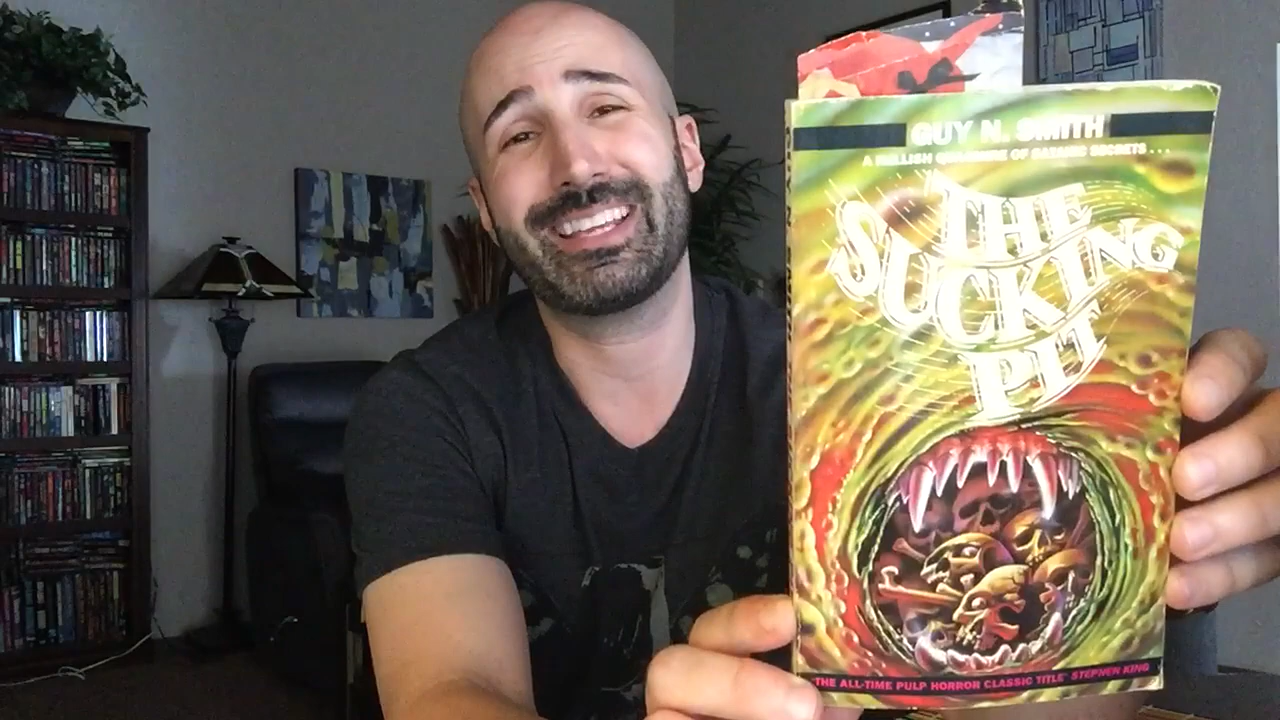 GUY N. SMITH
A HELLISH QUAGMIRE OF SATANIC SECRETS...
THE
SUCKING
PIT
'THE ALL-TIME PULP HORROR CLASSIC TITLE' STEPHEN KING